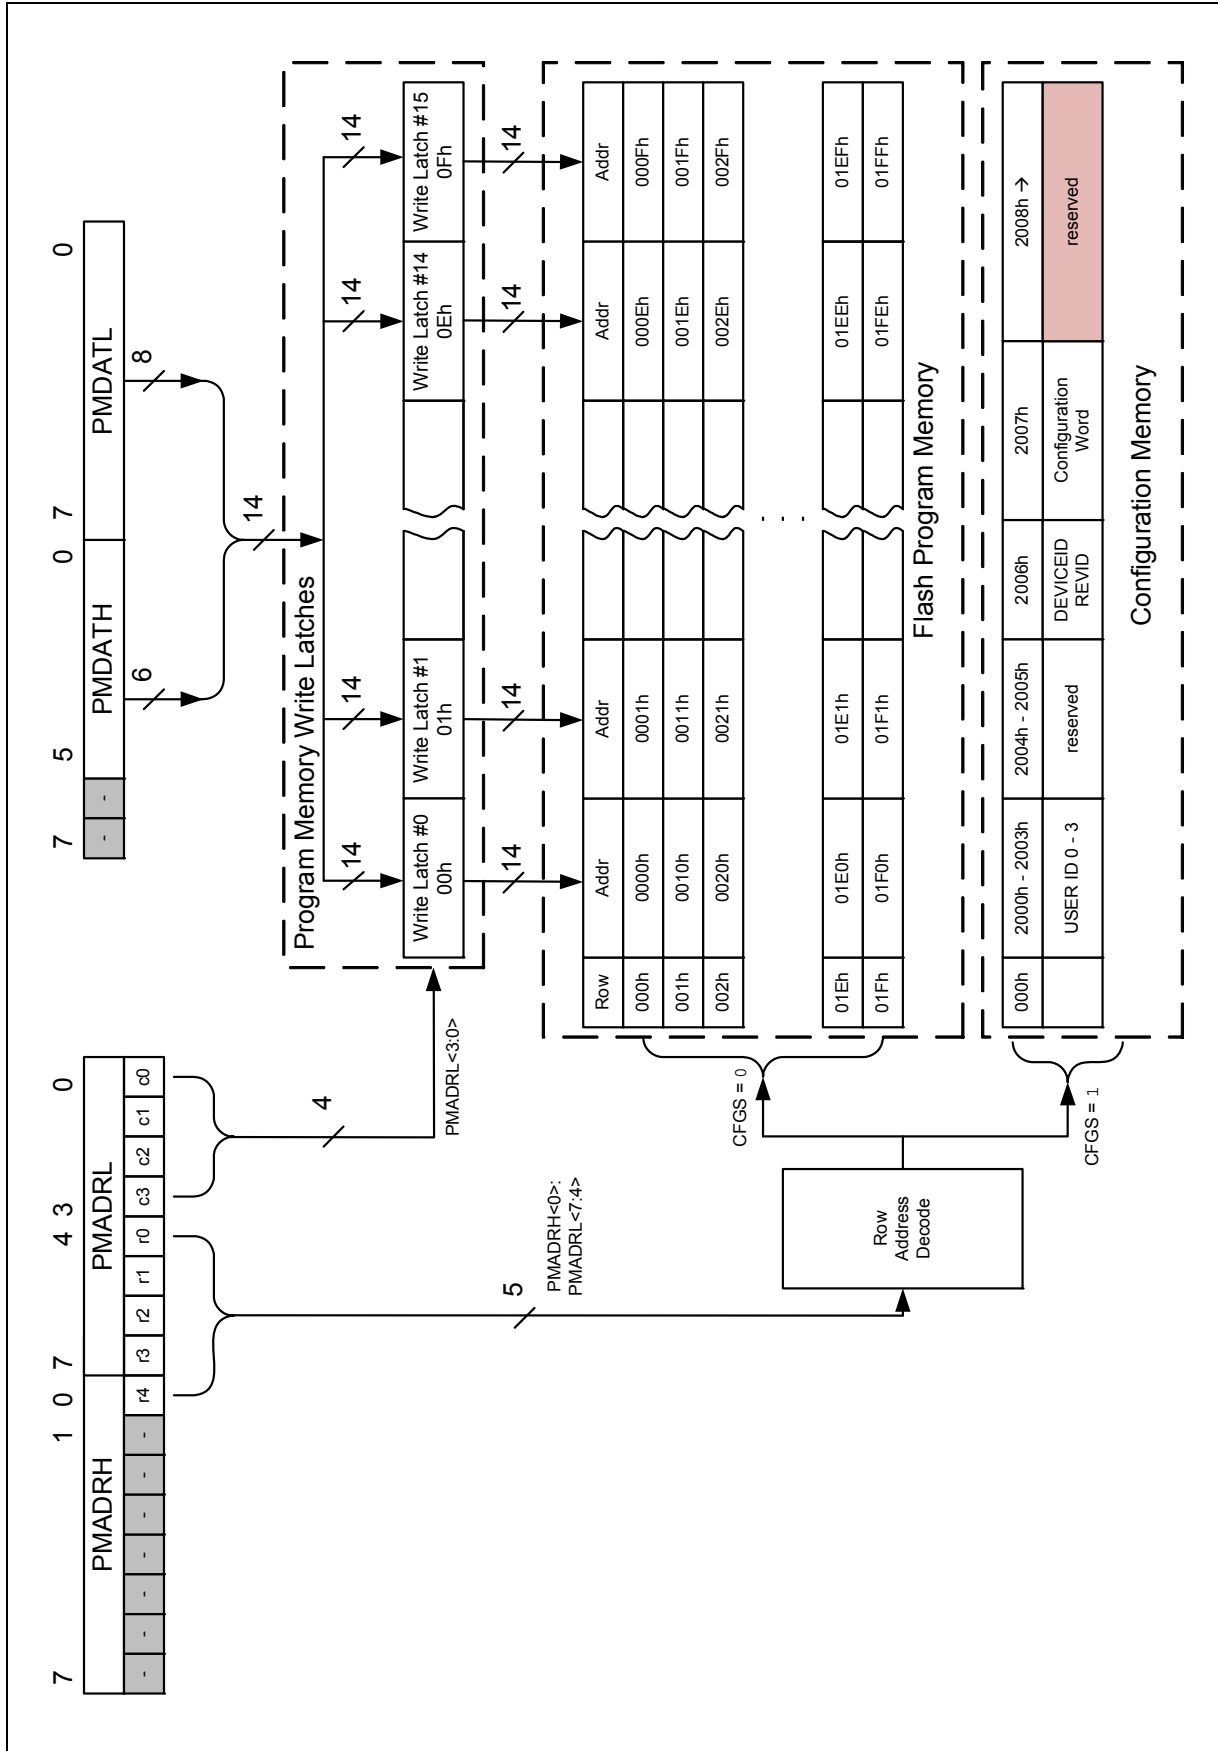 7 1 0 7 4 3 0
PMADRH PMADRL
- - - - - - - r4 r3 r2 r1 r0 c3 c2 c1 c0
7 5 0 7 0
PMDATH PMDATL
- -
6
8
14
4
PMADRL<3:0>
5
PMADRH<0>:
PMADRL<7:4>
Program Memory Write Latches
14 14 14 14
Write Latch #0
00h
Write Latch #1
01h
Write Latch #14
0Eh
Write Latch #15
0Fh
14 14 14 14
Row Addr Addr Addr Addr
000h 0000h 0001h 000Eh 000Fh
001h 0010h 0011h 001Eh 001Fh
002h 0020h 0021h 002Eh 002Fh
. . . .
01Eh 01E0h 01E1h 01EEh 01EFh
01Fh 01F0h 01F1h 01FEh 01FFh
Flash Program Memory
Row
Address
Decode
CFGS = 0
CFGS = 1
000h 2000h - 2003h 2004h - 2005h 2006h 2007h 2008h →
USER ID 0 - 3
reserved
DEVICEID
REVID
Configuration
Word
reserved
Configuration Memory